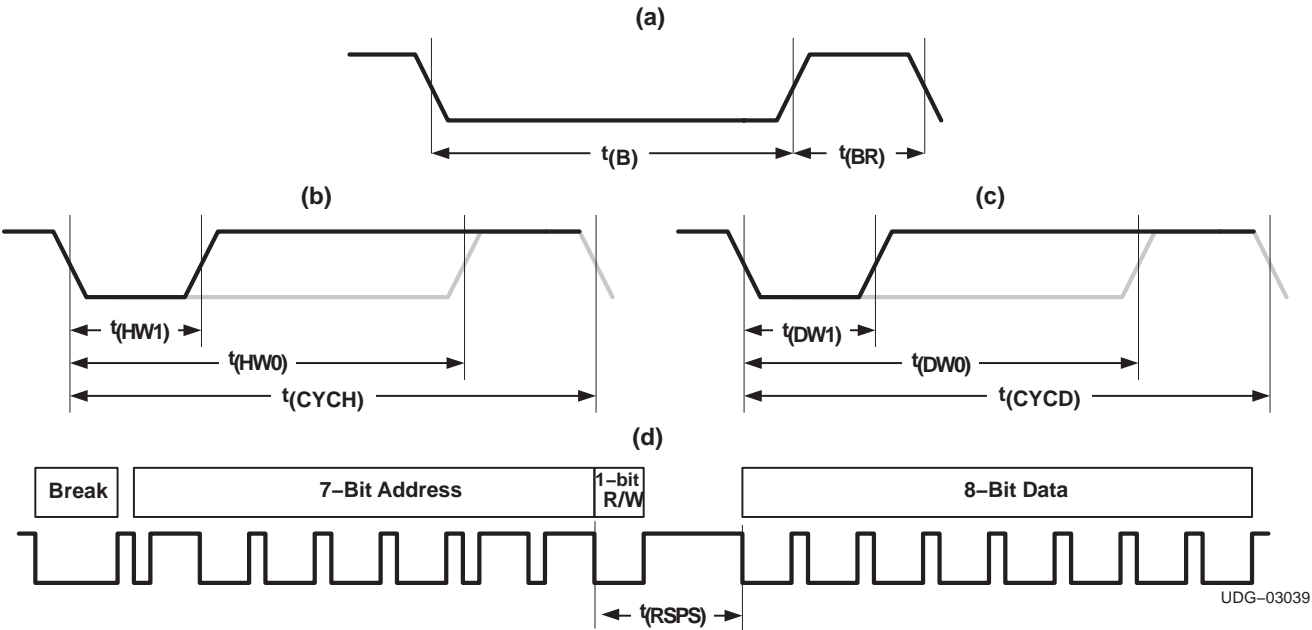 (a)
t(B)
t(BR)
(b)
(c)
t(HW1)
t(DW1)
t(HW0)
t(DW0)
t(CYCH)
t(CYCD)
(d)
Break
7−Bit Address
1−bit
R/W
8−Bit Data
t(RSPS)
UDG−03039